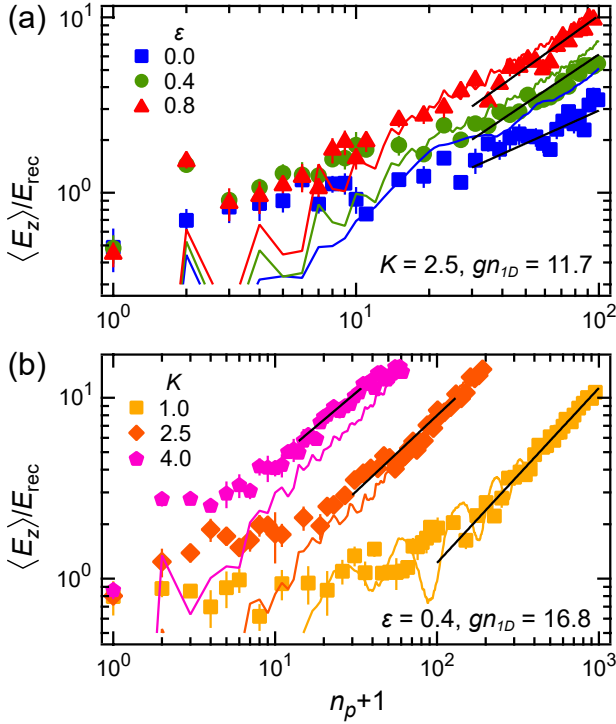 (a)
10¹
10⁰
⟨E_z⟩/E_rec
ε
0.0
0.4
0.8
K = 2.5, gn_1D = 11.7
10⁰ 10¹ 10²
(b)
10¹
10⁰
⟨E_z⟩/E_rec
K
1.0
2.5
4.0
ε = 0.4, gn_1D = 16.8
10⁰ 10¹ 10² 10³
n_p+1